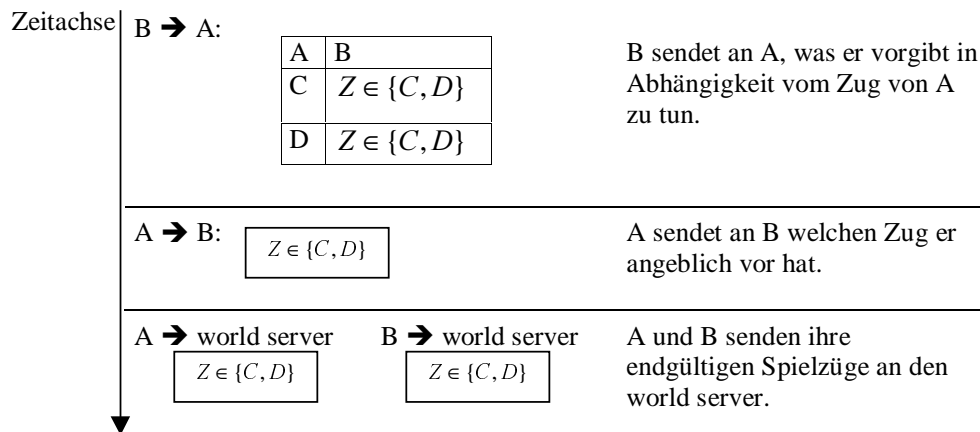 Zeitachse
B ➔ A:
A B
C Z ∈ {C, D}
D Z ∈ {C, D}
B sendet an A, was er vorgibt in
Abhängigkeit vom Zug von A
zu tun.
A ➔ B:
Z ∈ {C, D}
A sendet an B welchen Zug er
angeblich vor hat.
A ➔ world server
Z ∈ {C, D}
B ➔ world server
Z ∈ {C, D}
A und B senden ihre
endgültigen Spielzüge an den
world server.